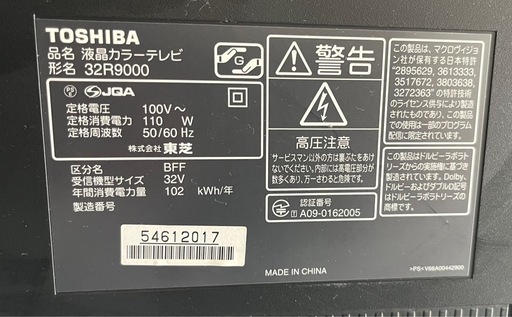 TOSHIBA
品名 液晶カラーテレビ
形名 32R9000
G
JQA
定格電圧 100V～
定格消費電力 110 W
定格周波数 50/60 Hz
株式会社 東芝
区分名 BFF
受信機型サイズ 32V
年間消費電力量 102 kWh/年
製造番号
54612017
警告
高圧注意
サービスマン以外の方は裏ぶたをあけ
ないでください。内部には高電圧部分が
数多くあり、万一さわると危険です。
認証番号
A09-0162005
MADE IN CHINA
この製品は、マクロヴィジョ
ン社が保有する日本特許
"2895629, 3613333,
3517672, 3803638,
3272363" の特許技術
のライセンス供与に基づき製造
されたものであり、この製品
での使用は一部のプログラム
配信に限られます。
この製品はドルビーラボラト
リーズからの実施権に基づき
製造されています。Dolby、
ドルビーおよびダブルD記号
はドルビーラボラトリーズの
商標です。
>PS<V68A00442900